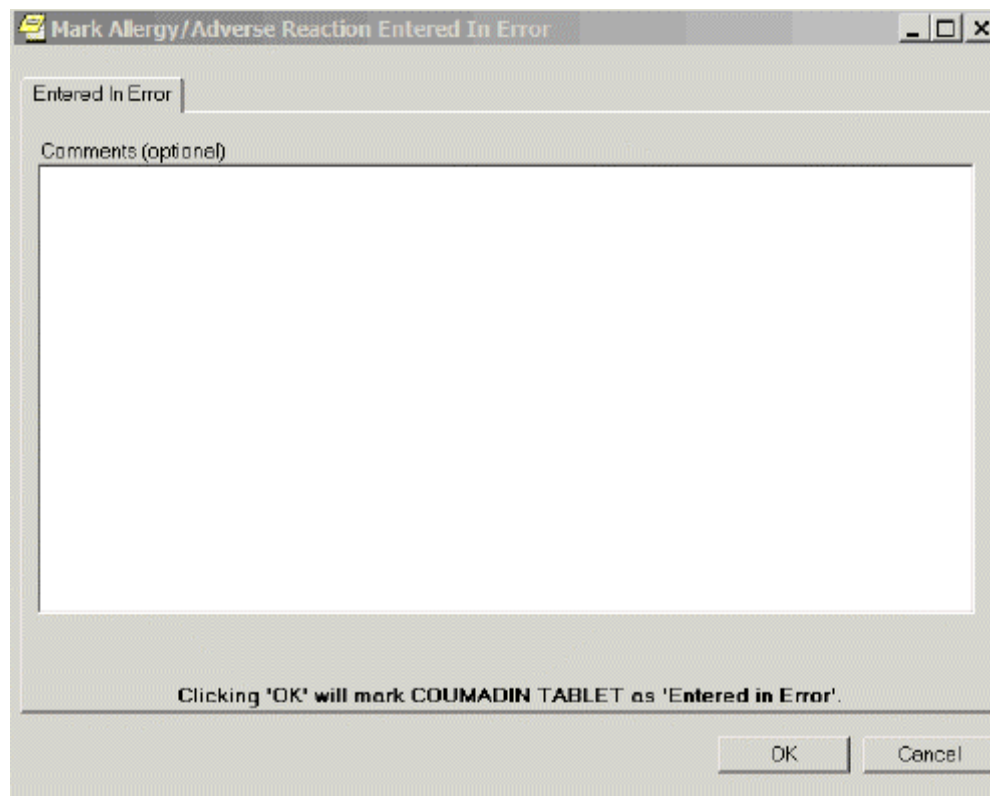 Mark Allergy/Adverse Reaction Entered In Error
Entered In Error
Comments (optional)
Clicking 'OK' will mark COUMADIN TABLET as 'Entered in Error'.
OK
Cancel